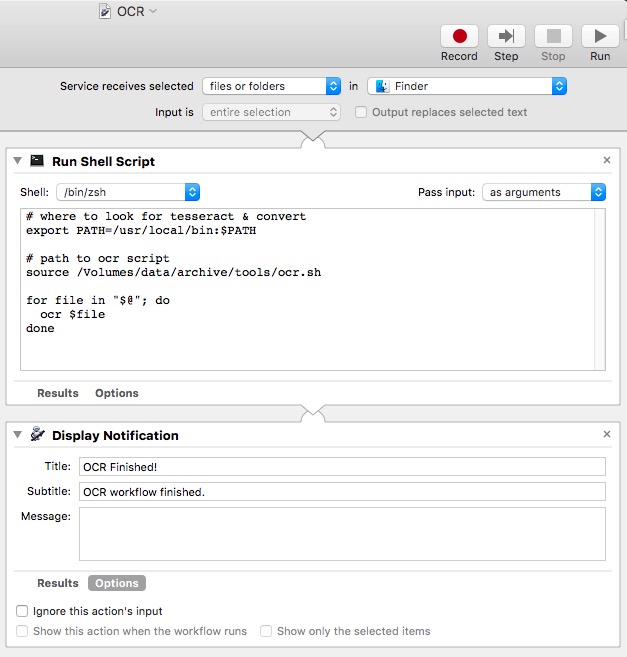 OCR
Record Step Stop Run
Service receives selected files or folders in Finder
Input is entire selection Output replaces selected text
Run Shell Script
Shell: /bin/zsh Pass input: as arguments
# where to look for tesseract & convert
export PATH=/usr/local/bin:$PATH
# path to ocr script
source /Volumes/data/archive/tools/ocr.sh
for file in "$@"; do
  ocr $file
done
Results Options
Display Notification
Title: OCR Finished!
Subtitle: OCR workflow finished.
Message:
Results Options
Ignore this action's input
Show this action when the workflow runs Show only the selected items